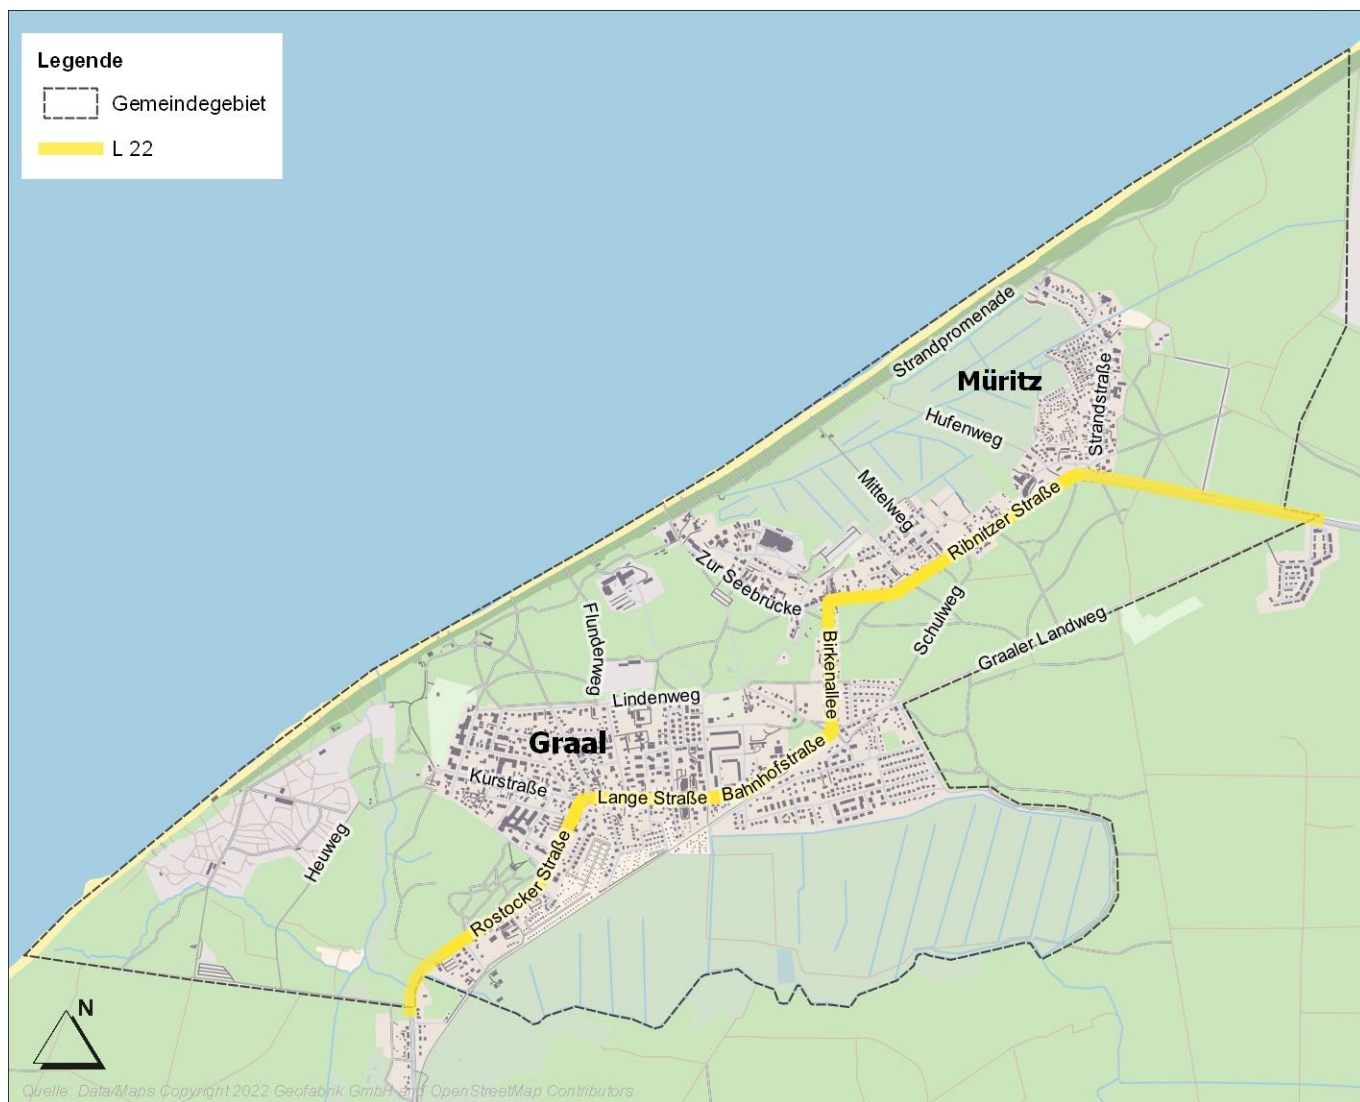 Legende
Gemeindegebiet
L 22
Strandpromenade
Müritz
Strandstraße
Hufenweg
Mittelweg
Ribnitzer Straße
Zur Seebrücke
Schulweg
Flunderweg
Birkenallee
Graaler Landweg
Lindenweg
Graal
Bahnhofstraße
Kurstraße
Lange Straße
Heuweg
Rostocker Straße
N
Quelle: Data/Maps Copyright 2022 Geofabrik GmbH and OpenStreetMap Contributors